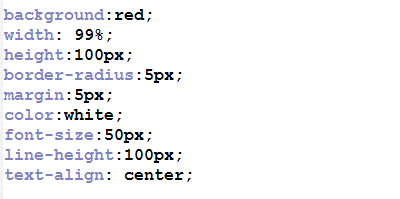 background:red;
width: 99%;
height:100px;
border-radius:5px;
margin:5px;
color:white;
font-size:50px;
line-height:100px;
text-align: center;